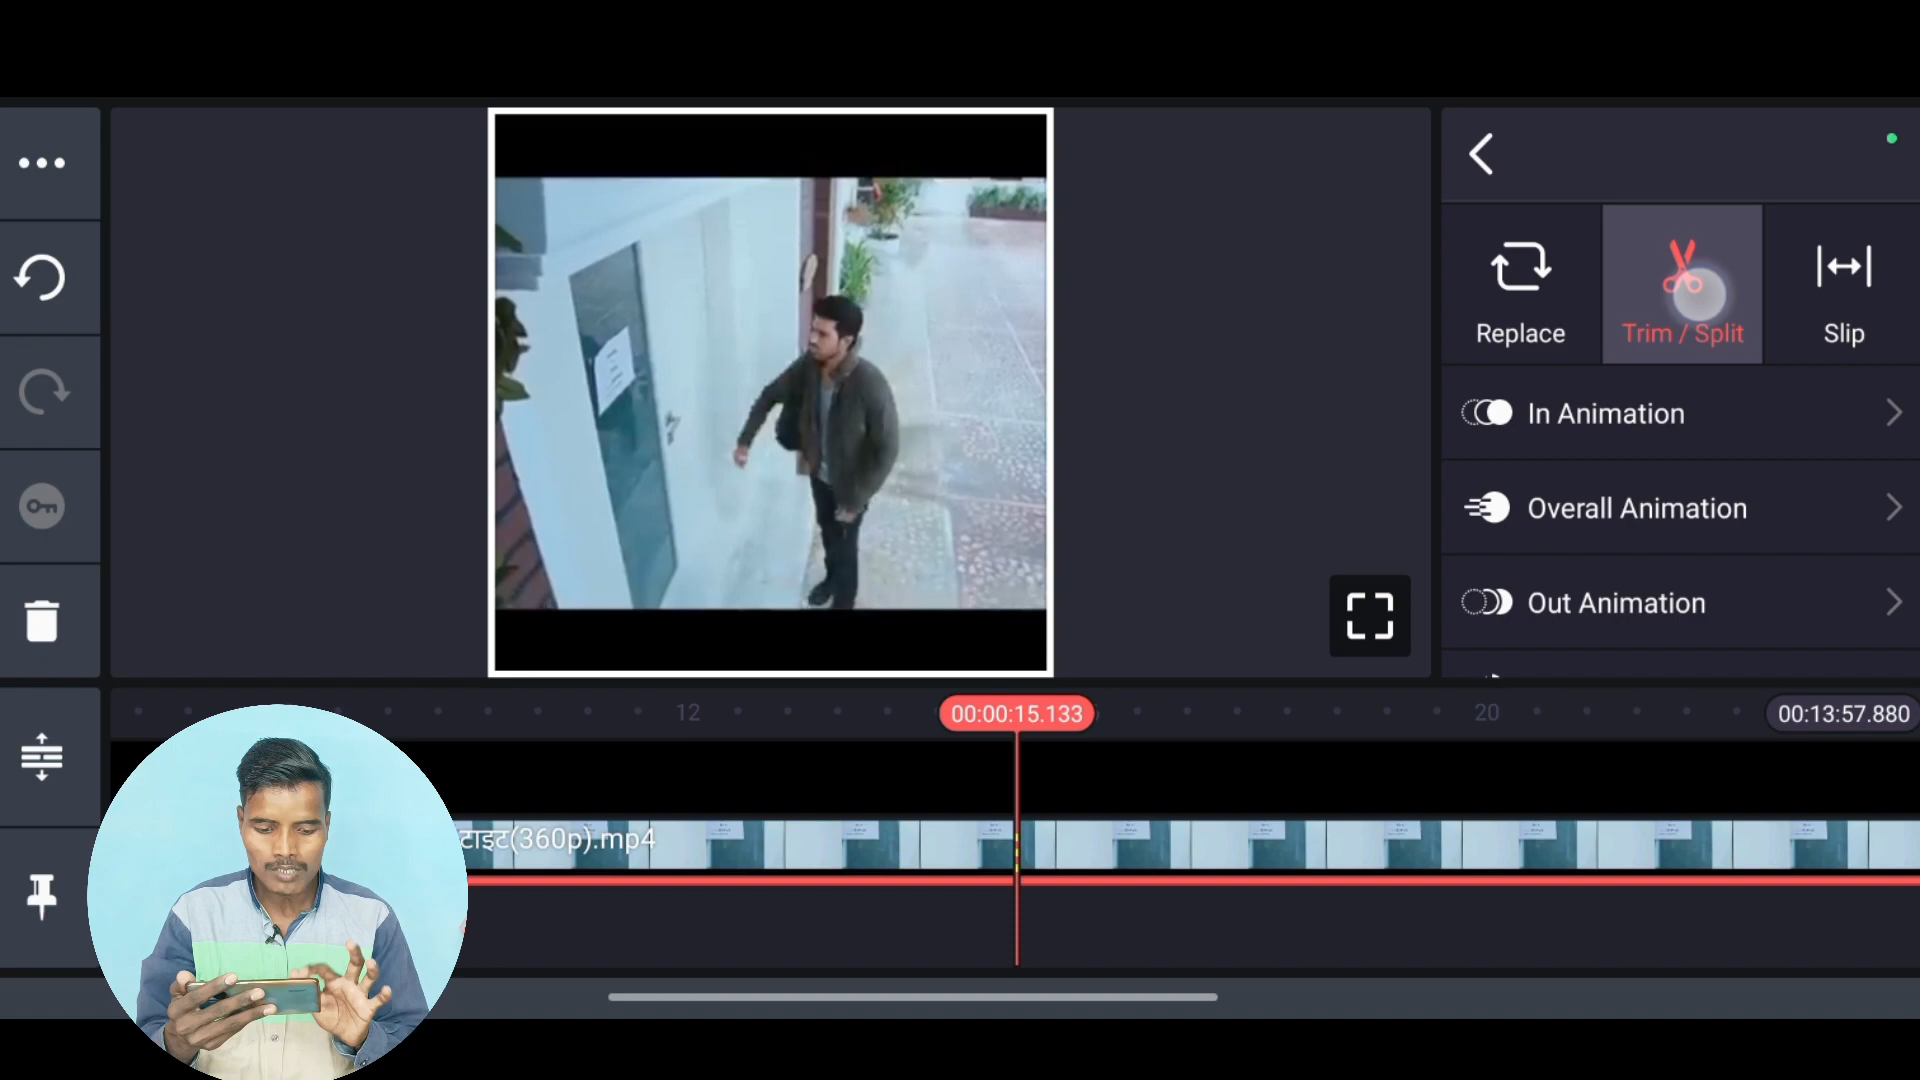 Replace
Trim / Split
Slip
In Animation
Overall Animation
Out Animation
12
00:00:15.133
20
00:13:57.880
टाइट(360p).mp4